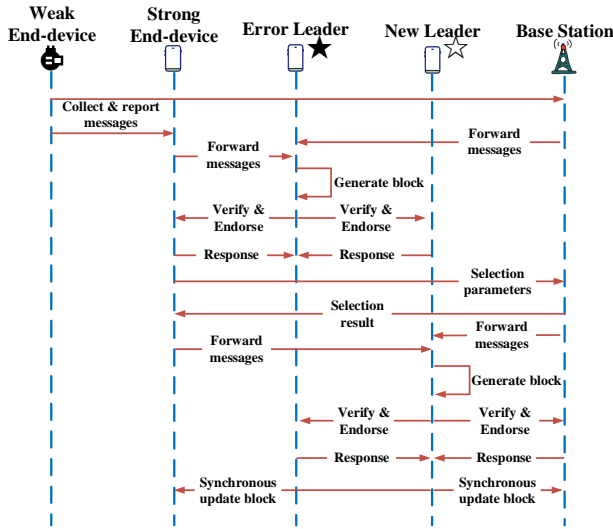 Weak
End-device
Strong
End-device
Error Leader
New Leader
Base Station
Collect & report
messages
Forward
messages
Forward
messages
Generate block
Verify &
Endorse
Verify &
Endorse
Response
Response
Selection
parameters
Selection
result
Forward
messages
Forward
messages
Generate block
Verify &
Endorse
Verify &
Endorse
Response
Response
Synchronous
update block
Synchronous
update block